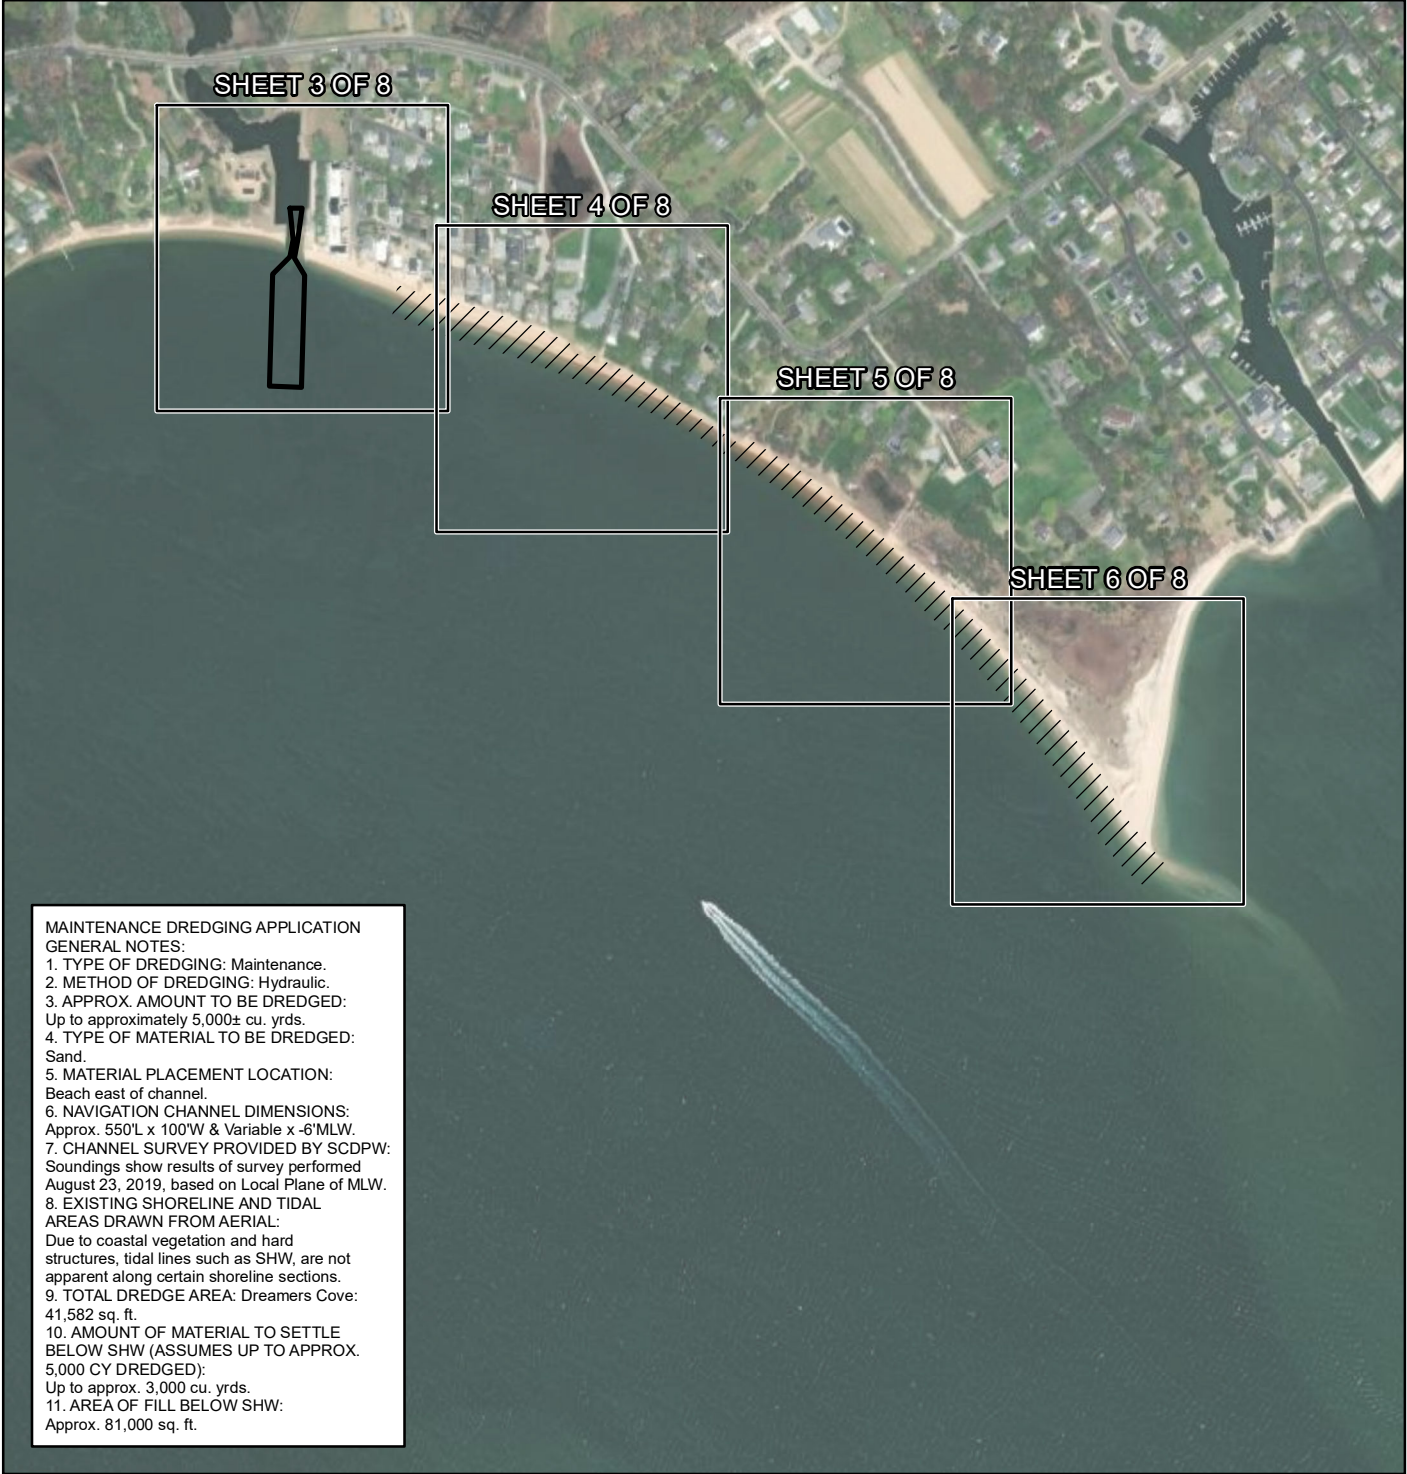 SHEET 3 OF 8
SHEET 4 OF 8
SHEET 5 OF 8
SHEET 6 OF 8
MAINTENANCE DREDGING APPLICATION
GENERAL NOTES:
1. TYPE OF DREDGING: Maintenance.
2. METHOD OF DREDGING: Hydraulic.
3. APPROX. AMOUNT TO BE DREDGED:
Up to approximately 5,000± cu. yrds.
4. TYPE OF MATERIAL TO BE DREDGED:
Sand.
5. MATERIAL PLACEMENT LOCATION:
Beach east of channel.
6. NAVIGATION CHANNEL DIMENSIONS:
Approx. 550'L x 100'W & Variable x -6'MLW.
7. CHANNEL SURVEY PROVIDED BY SCDPW:
Soundings show results of survey performed
August 23, 2019, based on Local Plane of MLW.
8. EXISTING SHORELINE AND TIDAL
AREAS DRAWN FROM AERIAL:
Due to coastal vegetation and hard
structures, tidal lines such as SHW, are not
apparent along certain shoreline sections.
9. TOTAL DREDGE AREA: Dreamers Cove:
41,582 sq. ft.
10. AMOUNT OF MATERIAL TO SETTLE
BELOW SHW (ASSUMES UP TO APPROX.
5,000 CY DREDGED):
Up to approx. 3,000 cu. yrds.
11. AREA OF FILL BELOW SHW:
Approx. 81,000 sq. ft.